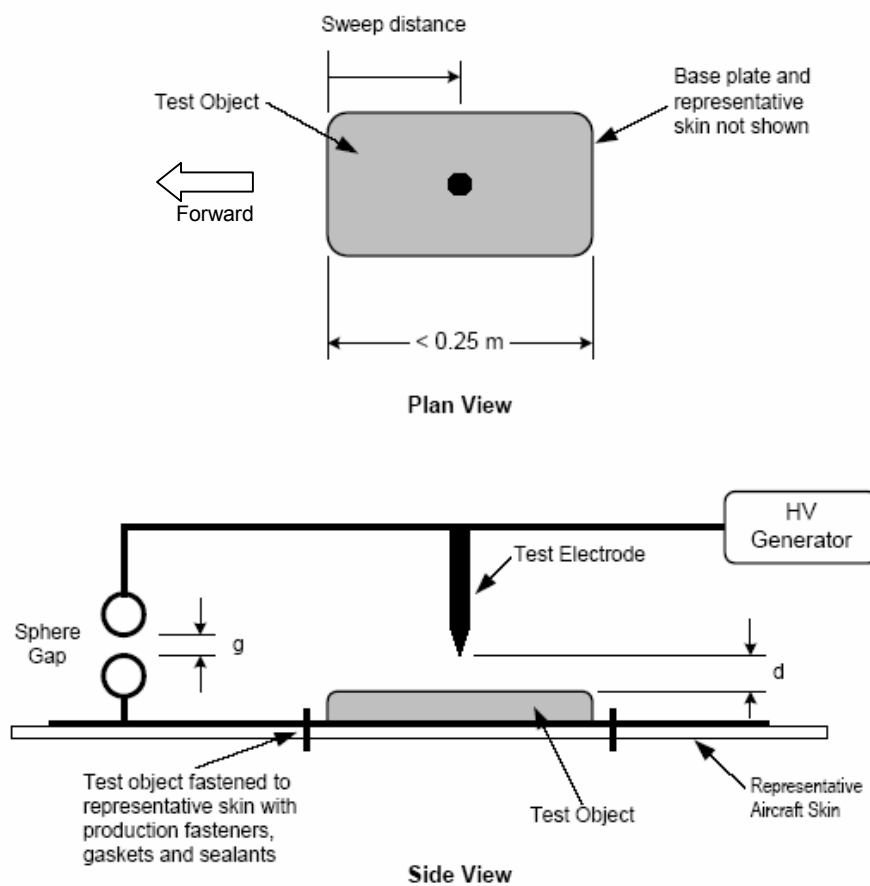 Sweep distance
Test Object
Base plate and
representative
skin not shown
Forward
< 0.25 m
Plan View
HV
Generator
Test Electrode
Sphere
Gap
g
d
Test object fastened to
representative skin with
production fasteners,
gaskets and sealants
Test Object
Representative
Aircraft Skin
Side View